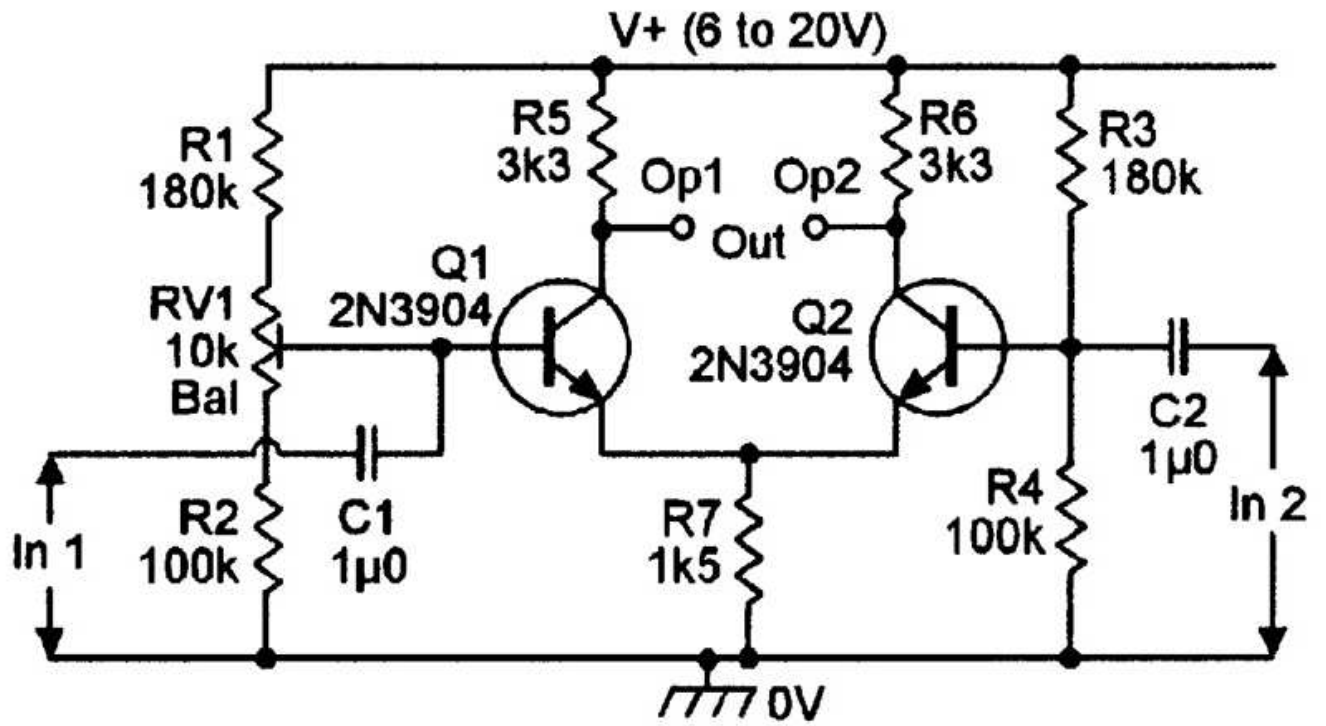 V+ (6 to 20V)
R1
180k
R5
3k3
Op1
Op2
Out
R6
3k3
R3
180k
RV1
10k
Bal
Q1
2N3904
Q2
2N3904
C2
1µ0
In 1
R2
100k
C1
1µ0
R7
1k5
R4
100k
In 2
0V